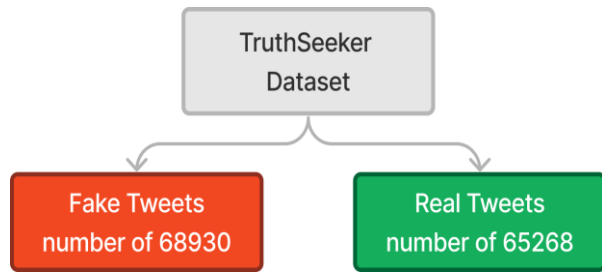 TruthSeeker
Dataset
Fake Tweets
number of 68930
Real Tweets
number of 65268